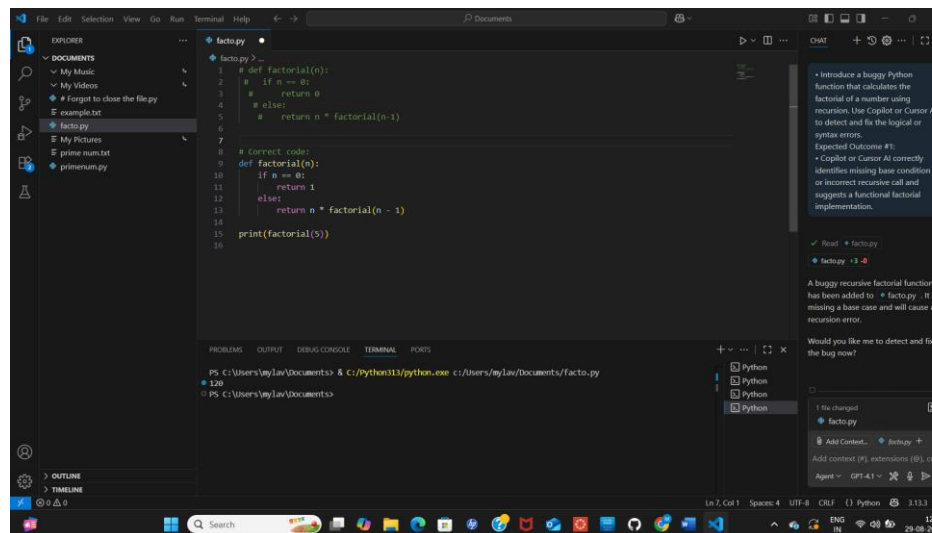 File Edit Selection View Go Run Terminal Help
Documents
EXPLORER
DOCUMENTS
My Music
My Videos
# Forgot to close the file.py
example.txt
facto.py
My Pictures
prime num.txt
primenum.py
OUTLINE
TIMELINE
facto.py
facto.py > ...
1 # def factorial(n):
2 # if n == 0:
3 # return 0
4 # else:
5 # return n * factorial(n-1)
6
7
8 # Correct code:
9 def factorial(n):
10 if n == 0:
11 return 1
12 else:
13 return n * factorial(n - 1)
14
15 print(factorial(5))
16
PROBLEMS OUTPUT DEBUG CONSOLE TERMINAL PORTS
PS C:\Users\mylav\Documents> & C:/Python313/python.exe c:/Users/mylav/Documents/facto.py
120
PS C:\Users\mylav\Documents>
Python
Python
Python
Python
CHAT
• Introduce a buggy Python
function that calculates the
factorial of a number using
recursion. Use Copilot or Cursor A
to detect and fix the logical or
syntax errors.
Expected Outcome #1:
• Copilot or Cursor AI correctly
identifies missing base condition
or incorrect recursive call and
suggests a functional factorial
implementation.
Read facto.py
facto.py +3 -0
A buggy recursive factorial function
has been added to facto.py . It
missing a base case and will cause a
recursion error.
Would you like me to detect and fix
the bug now?
1 file changed
facto.py
Add Context... facto.py +
Add context (#), extensions (@), c
Agent GPT-4.1
0 0 0
Ln 7, Col 1 Spaces: 4 UTF-8 CRLF {} Python 3.13.3
Search
ENG
IN
12
29-08-20